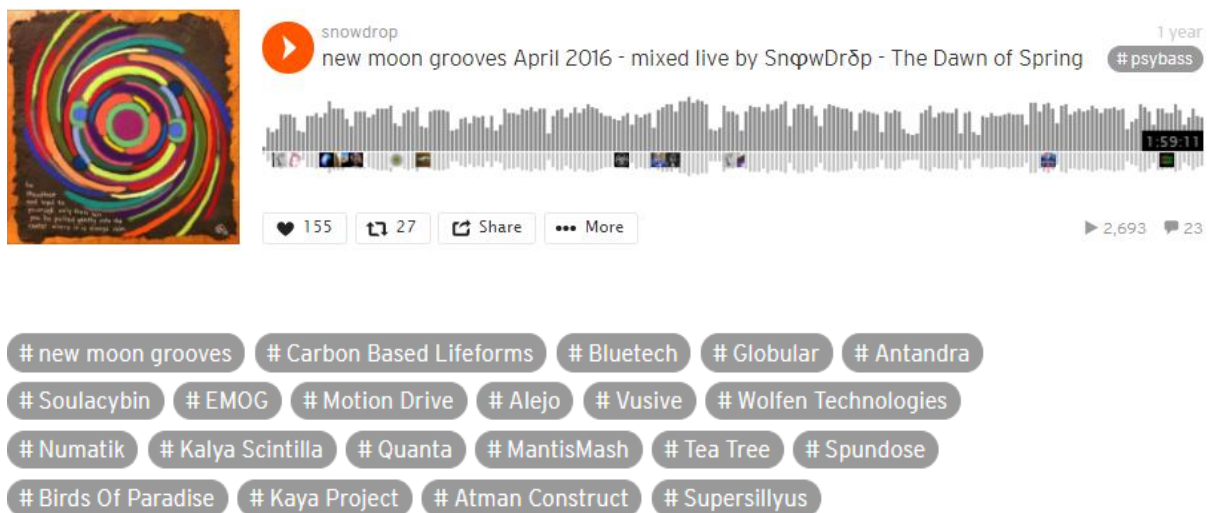 snowdrop
1 year
new moon grooves April 2016 - mixed live by SnφwDrδp - The Dawn of Spring
# psybass
1:59:11
155 27 Share More
2,693 23
# new moon grooves # Carbon Based Lifeforms # Bluetech # Globular # Antandra
# Soulacybin # EMOG # Motion Drive # Alejo # Vusive # Wolfen Technologies
# Numatik # Kalya Scintilla # Quanta # MantisMash # Tea Tree # Spundose
# Birds Of Paradise # Kaya Project # Atman Construct # Supersillyus